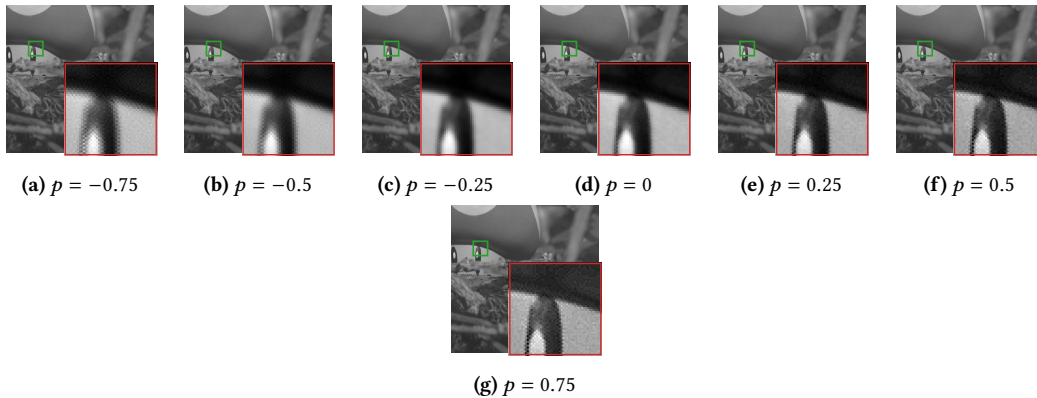 (a) p = −0.75
(b) p = −0.5
(c) p = −0.25
(d) p = 0
(e) p = 0.25
(f) p = 0.5
(g) p = 0.75